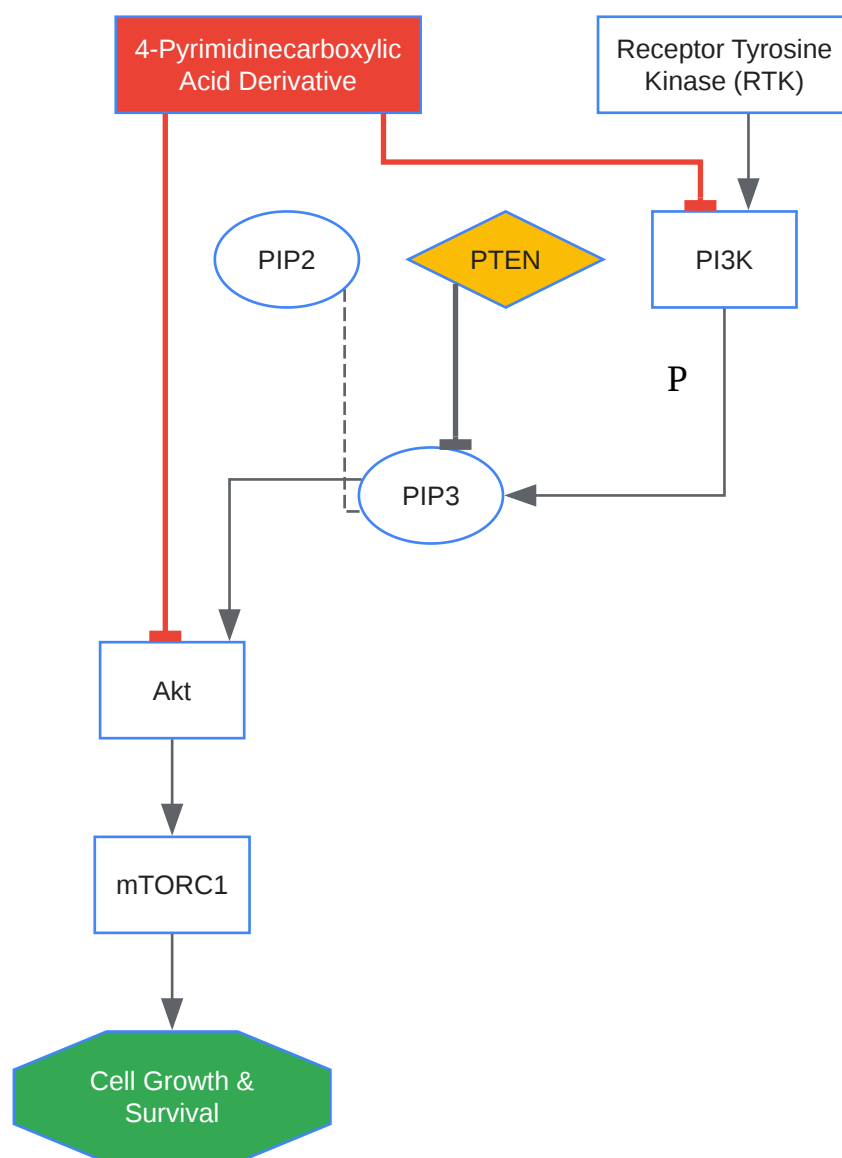 4-Pyrimidinecarboxylic
Acid Derivative
Receptor Tyrosine
Kinase (RTK)
PIP2
PTEN
PI3K
P
PIP3
Akt
mTORC1
Cell Growth &
Survival